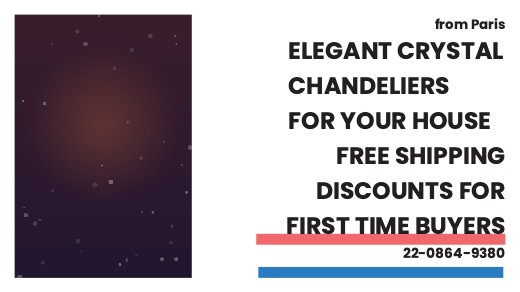 from Paris
ELEGANT CRYSTAL
CHANDELIERS
FOR YOUR HOUSE
FREE SHIPPING
DISCOUNTS FOR
FIRST TIME BUYERS
22-0864-9380